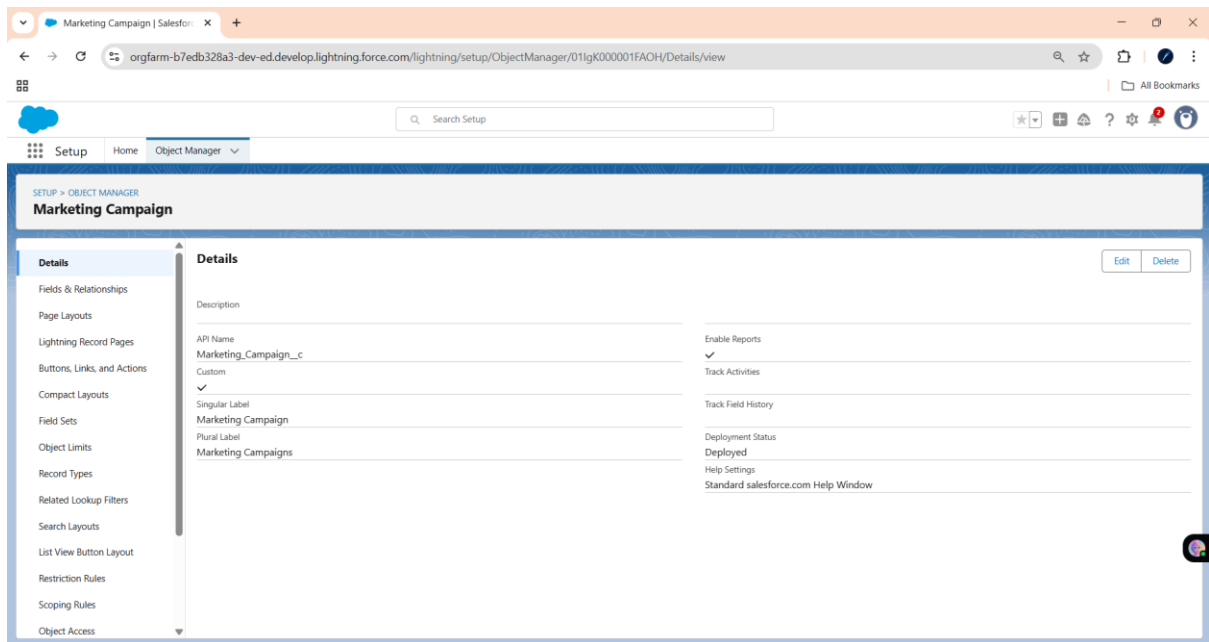 Marketing Campaign | Salesforc
orgfarm-b7edb328a3-dev-ed.develop.lightning.force.com/lightning/setup/ObjectManager/01IgK000001FAOH/Details/view
All Bookmarks
Search Setup
2
Setup Home Object Manager
SETUP > OBJECT MANAGER
Marketing Campaign
Details
Fields & Relationships
Page Layouts
Lightning Record Pages
Buttons, Links, and Actions
Compact Layouts
Field Sets
Object Limits
Record Types
Related Lookup Filters
Search Layouts
List View Button Layout
Restriction Rules
Scoping Rules
Object Access
Details
Edit Delete
Description
API Name
Marketing_Campaign__c
Custom
Singular Label
Marketing Campaign
Plural Label
Marketing Campaigns
Enable Reports
Track Activities
Track Field History
Deployment Status
Deployed
Help Settings
Standard salesforce.com Help Window